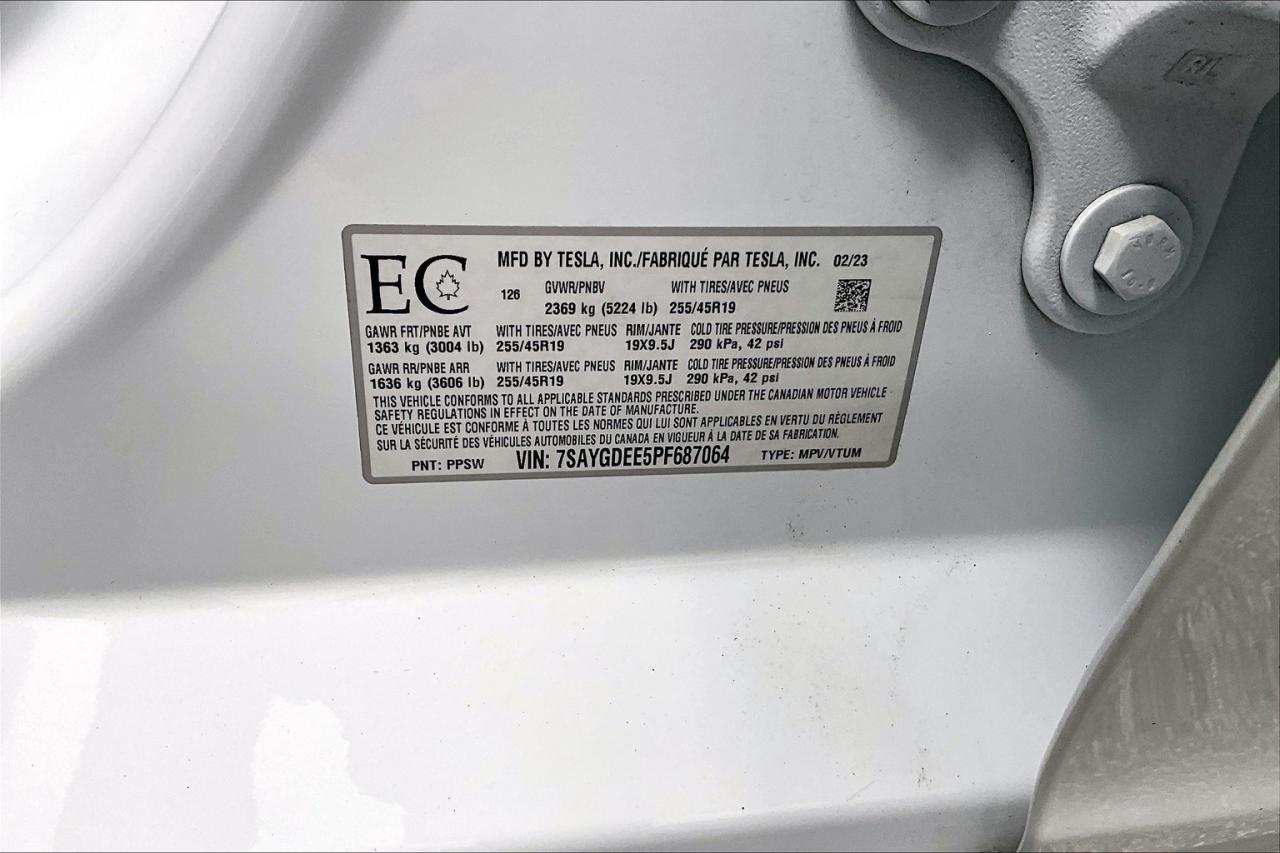 R/L
EC
MFD BY TESLA, INC./FABRIQUÉ PAR TESLA, INC. 02/23
126 GVWR/PNBV WITH TIRES/AVEC PNEUS
2369 kg (5224 lb) 255/45R19
GAWR FRT/PNBE AVT WITH TIRES/AVEC PNEUS RIM/JANTE COLD TIRE PRESSURE/PRESSION DES PNEUS À FROID
1363 kg (3004 lb) 255/45R19 19X9.5J 290 kPa, 42 psi
GAWR RR/PNBE ARR WITH TIRES/AVEC PNEUS RIM/JANTE COLD TIRE PRESSURE/PRESSION DES PNEUS À FROID
1636 kg (3606 lb) 255/45R19 19X9.5J 290 kPa, 42 psi
THIS VEHICLE CONFORMS TO ALL APPLICABLE STANDARDS PRESCRIBED UNDER THE CANADIAN MOTOR VEHICLE
SAFETY REGULATIONS IN EFFECT ON THE DATE OF MANUFACTURE.
CE VÉHICULE EST CONFORME À TOUTES LES NORMES QUI LUI SONT APPLICABLES EN VERTU DU RÈGLEMENT
SUR LA SÉCURITÉ DES VÉHICULES AUTOMOBILES DU CANADA EN VIGUEUR À LA DATE DE SA FABRICATION.
PNT: PPSW VIN: 7SAYGDEE5PF687064 TYPE: MPV/VTUM